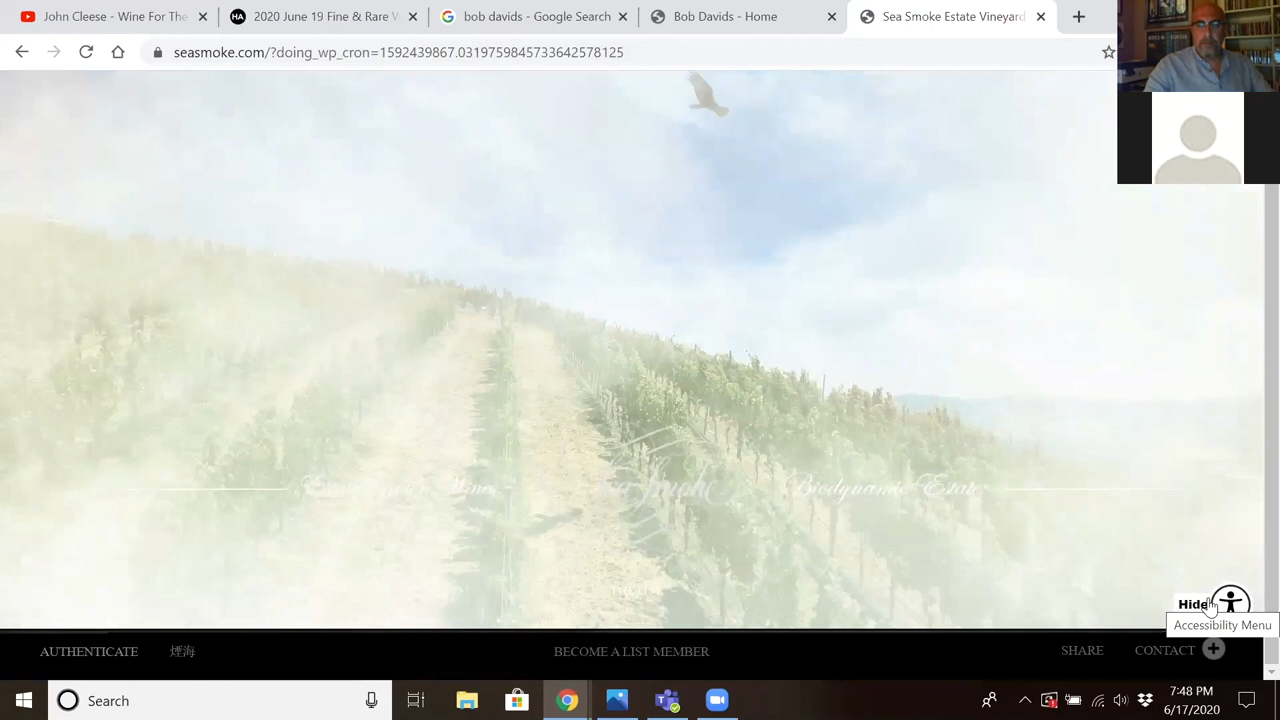 John Cleese - Wine For The
2020 June 19 Fine & Rare W
bob davids - Google Search
Bob Davids - Home
Sea Smoke Estate Vineyard
seasmoke.com/?doing_wp_cron=1592439867.0319759845733642578125
Biodynamic Estate
Hide
Accessibility Menu
AUTHENTICATE
煙海
BECOME A LIST MEMBER
SHARE
CONTACT
Search
7:48 PM
6/17/2020